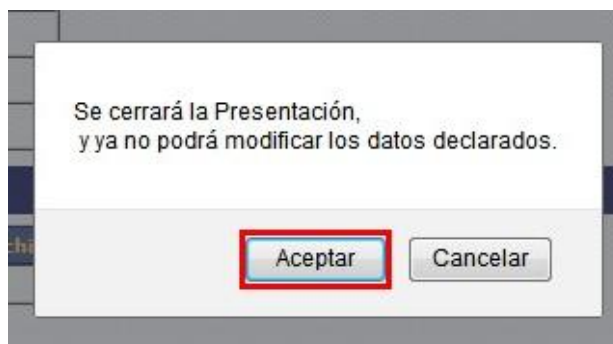 Se cerrará la Presentación,
y ya no podrá modificar los datos declarados.
Aceptar
Cancelar